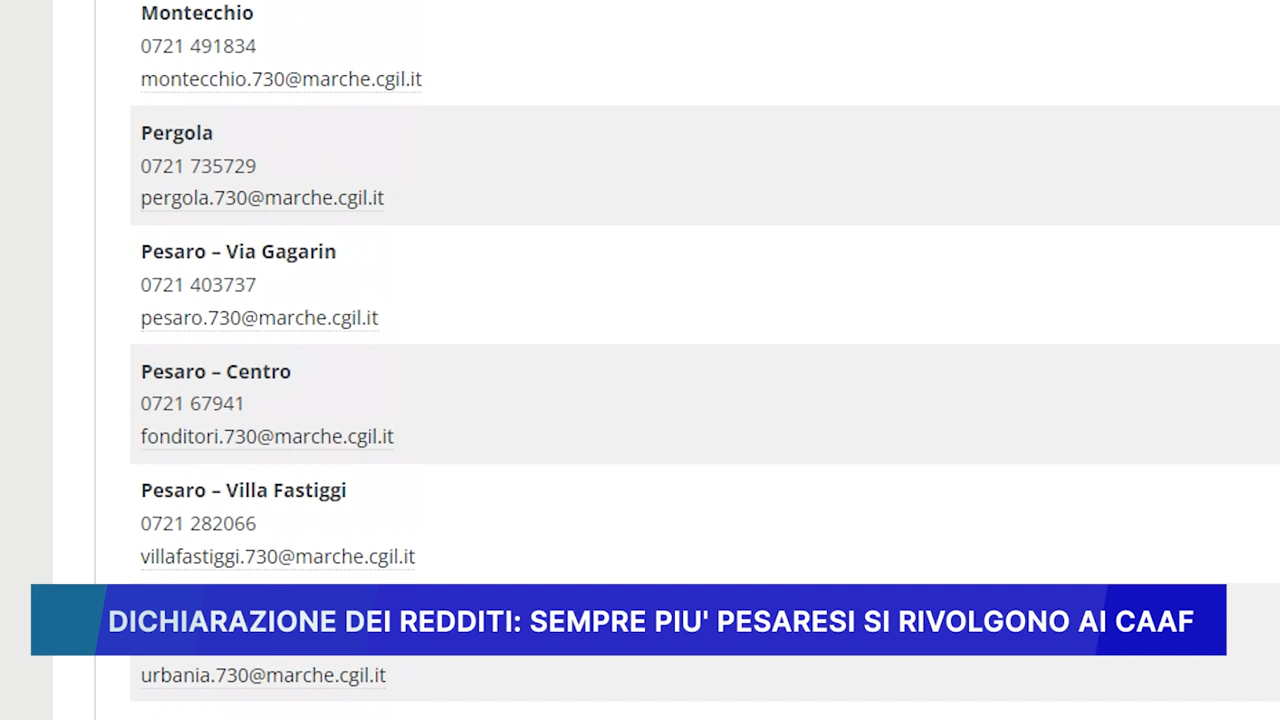 Montecchio
0721 491834
montecchio.730@marche.cgil.it
Pergola
0721 735729
pergola.730@marche.cgil.it
Pesaro – Via Gagarin
0721 403737
pesaro.730@marche.cgil.it
Pesaro – Centro
0721 67941
fonditori.730@marche.cgil.it
Pesaro – Villa Fastiggi
0721 282066
villafastiggi.730@marche.cgil.it
DICHIARAZIONE DEI REDDITI: SEMPRE PIU' PESARESI SI RIVOLGONO AI CAAF
urbania.730@marche.cgil.it